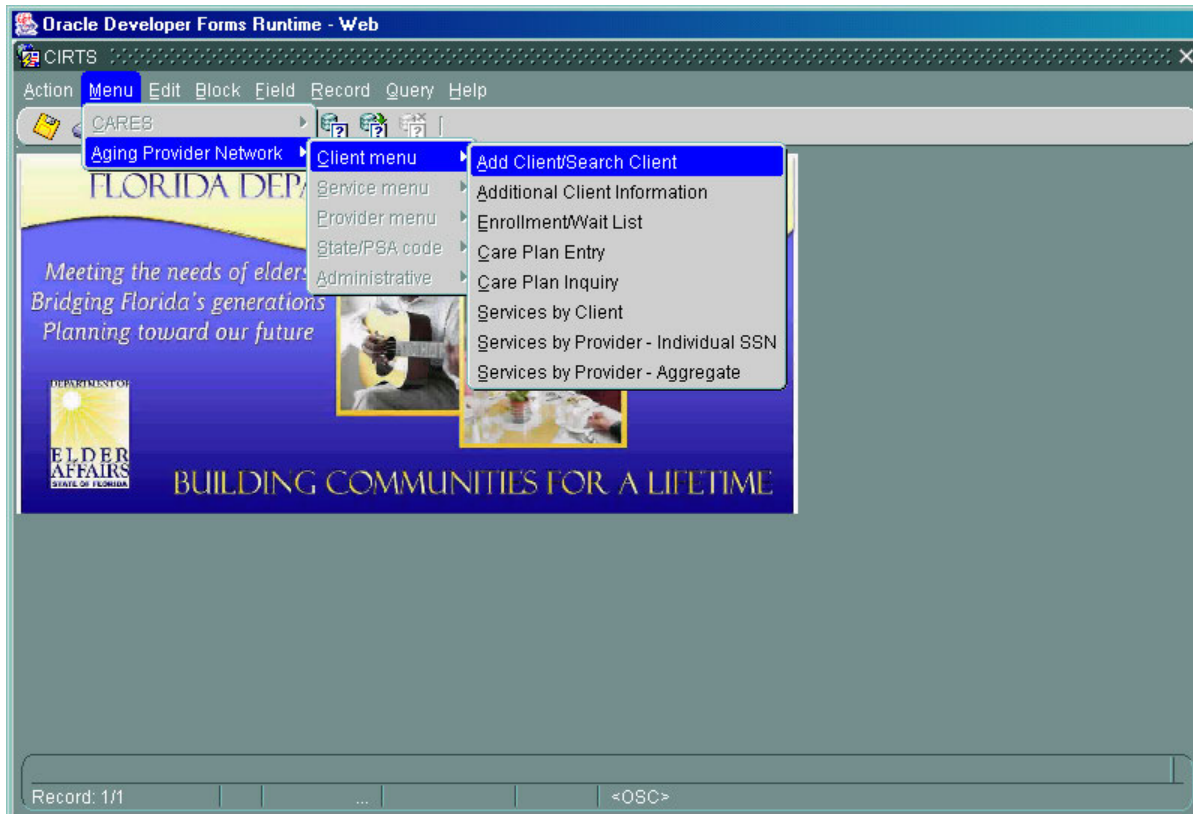 Oracle Developer Forms Runtime - Web
CIRTS
Action Menu Edit Block Field Record Query Help
CARES
Aging Provider Network
Client menu
Service menu
Provider menu
State/PSA code
Administrative
Add Client/Search Client
Additional Client Information
Enrollment/Wait List
Care Plan Entry
Care Plan Inquiry
Services by Client
Services by Provider - Individual SSN
Services by Provider - Aggregate
FLORIDA DEPA
Meeting the needs of elders
Bridging Florida's generations
Planning toward our future
DEPARTMENT OF
ELDER
AFFAIRS
STATE OF FLORIDA
BUILDING COMMUNITIES FOR A LIFETIME
Record: 1/1 ... <OSC>